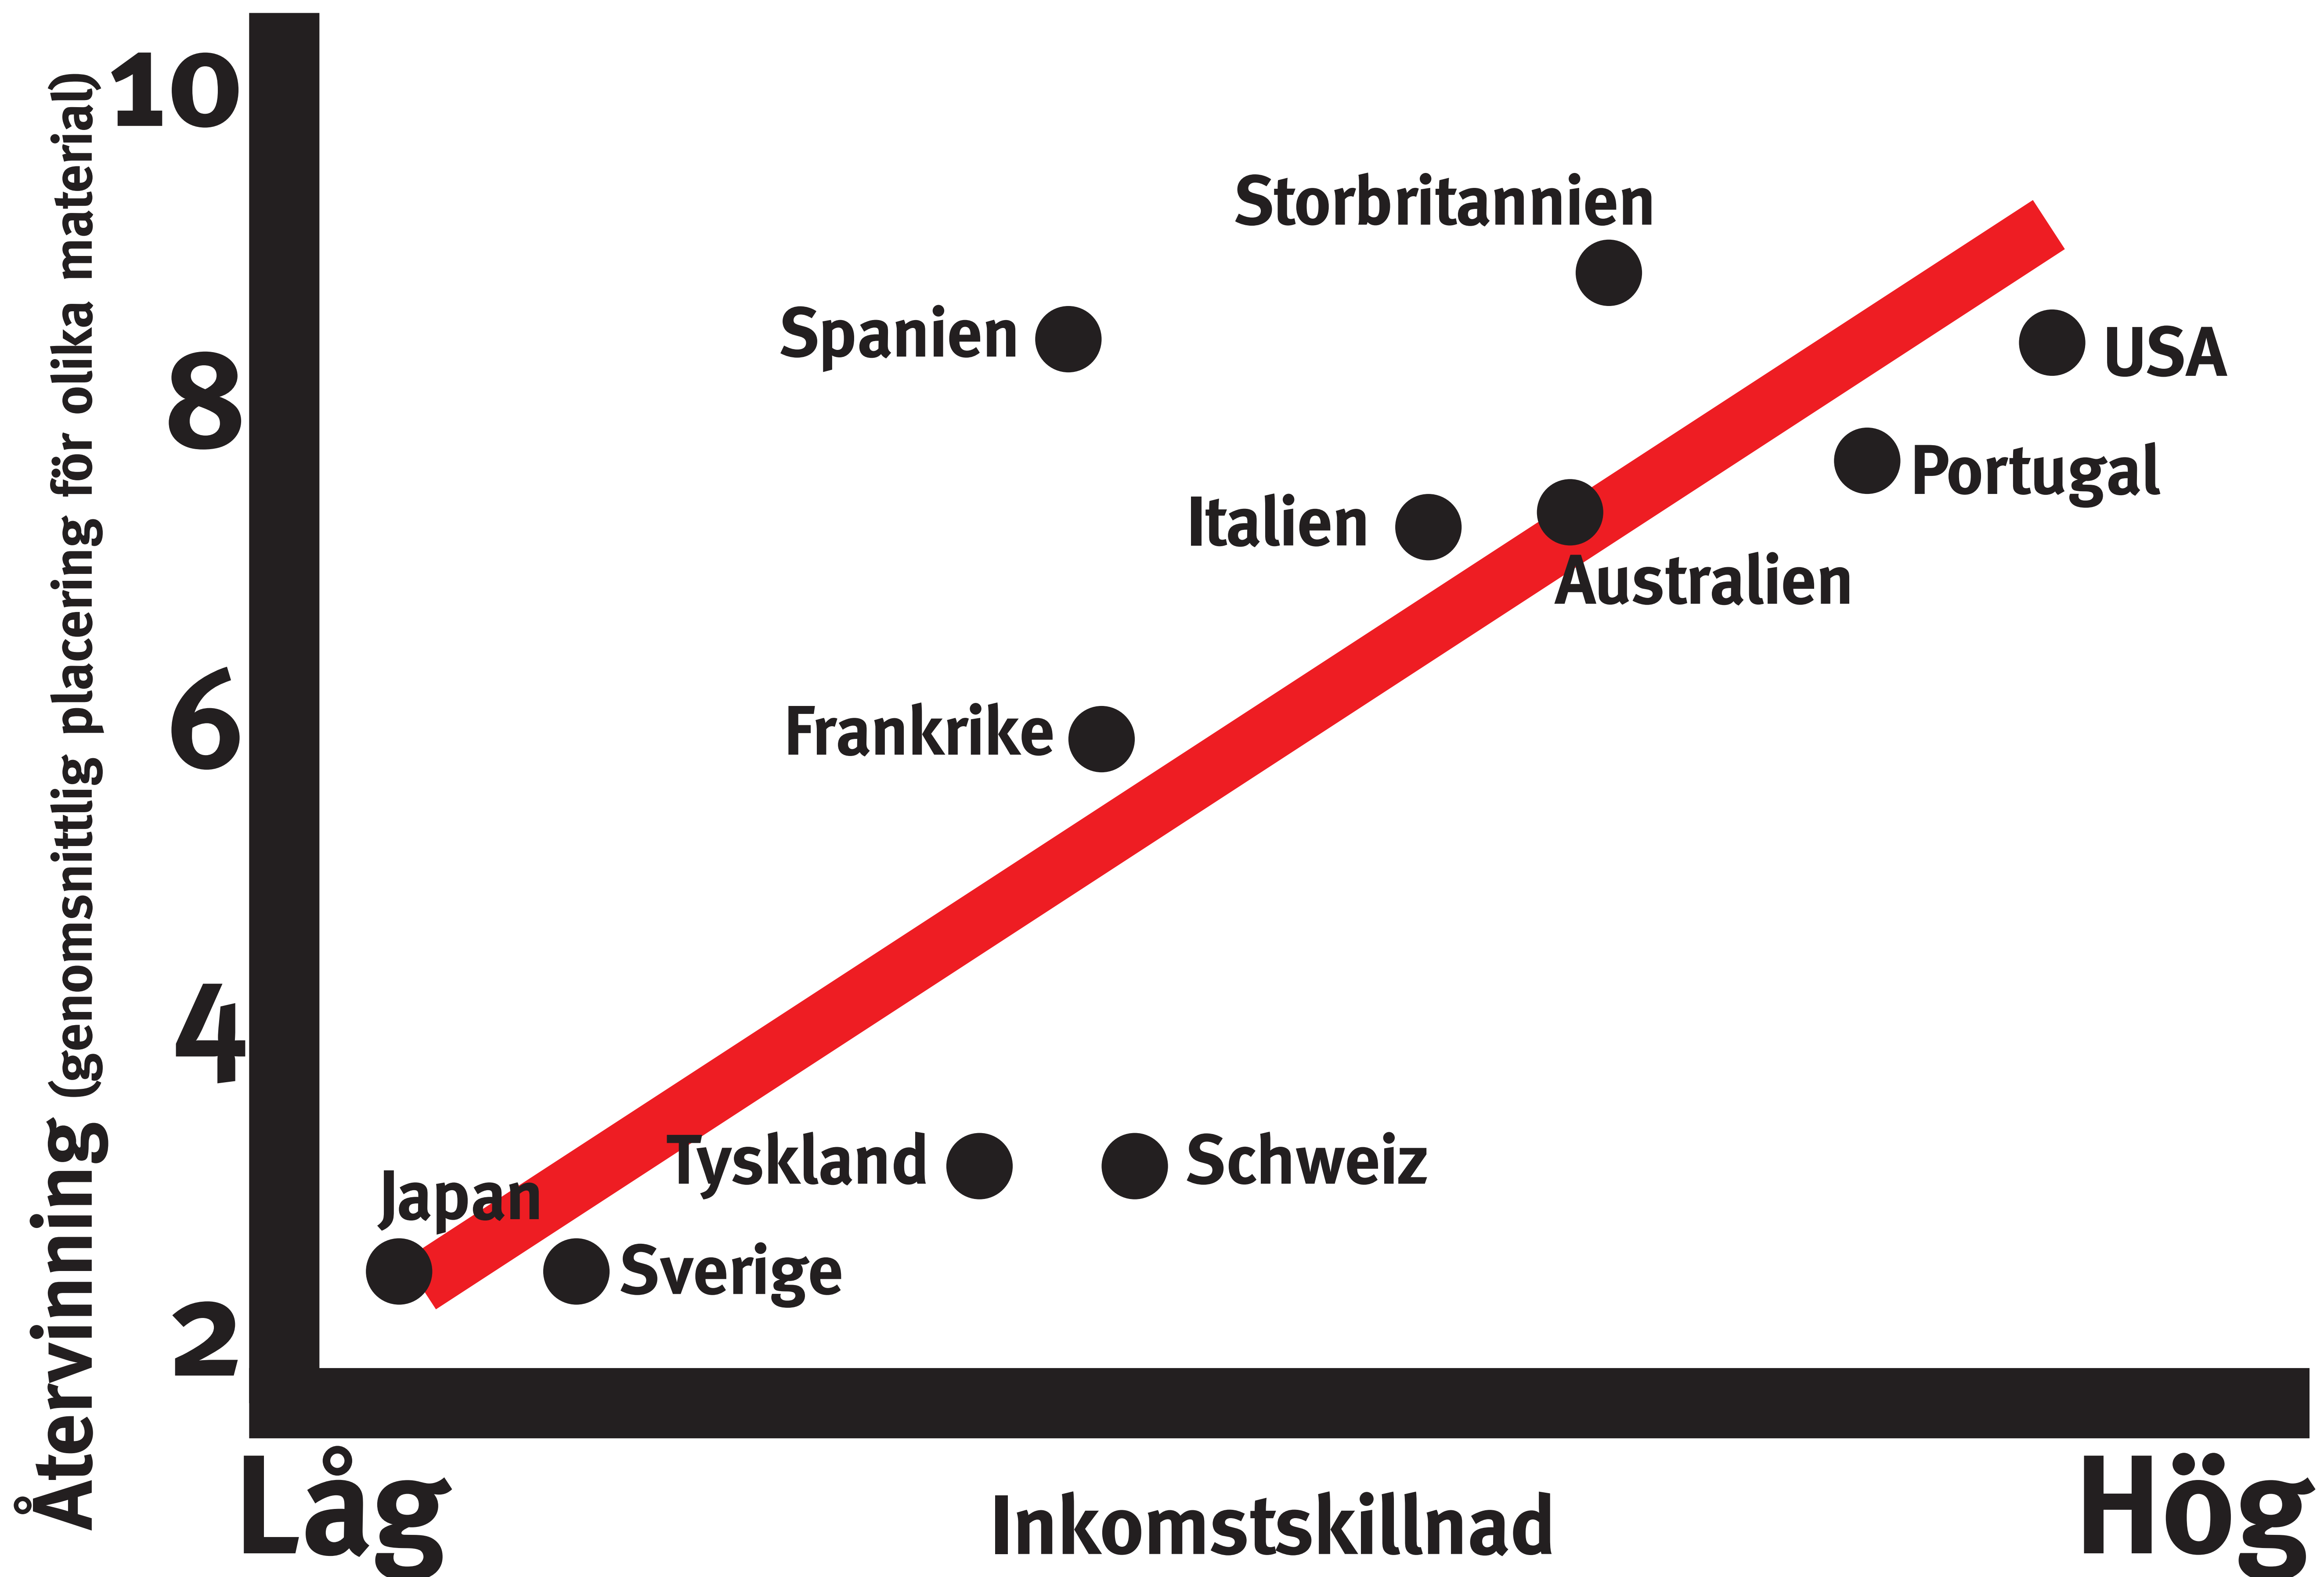 Återvinning (genomsnittlig placering för olika material)
10
8
6
4
2
Storbritannien
Spanien
USA
Portugal
Italien
Australien
Frankrike
Tyskland
Schweiz
Japan
Sverige
Låg
Inkomstskillnad
Hög